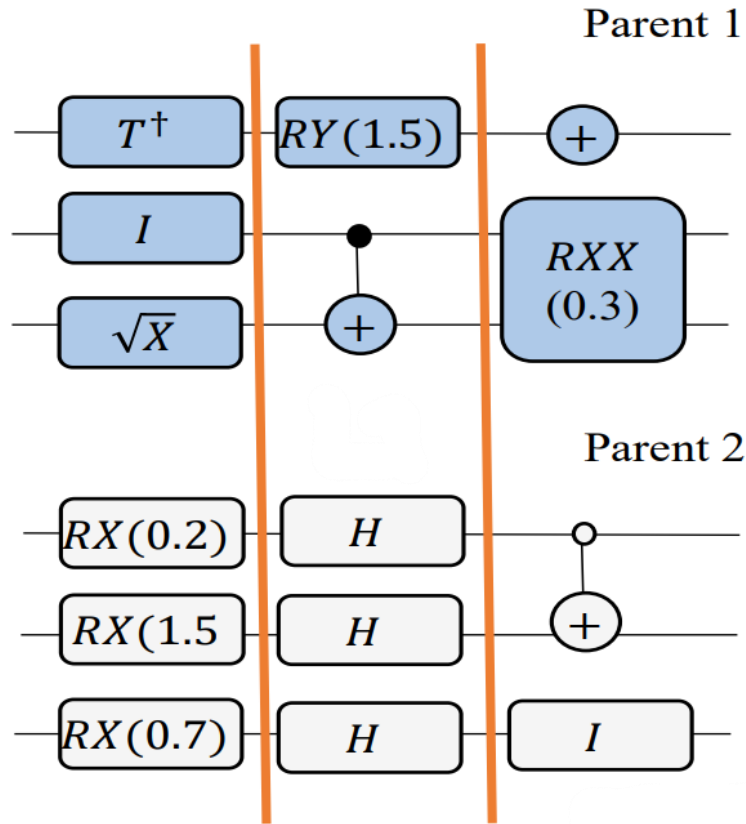 Parent 1
T† RY(1.5) +
I
RXX
(0.3)
√X +
Parent 2
RX(0.2) H
RX(1.5 H +
RX(0.7) H I